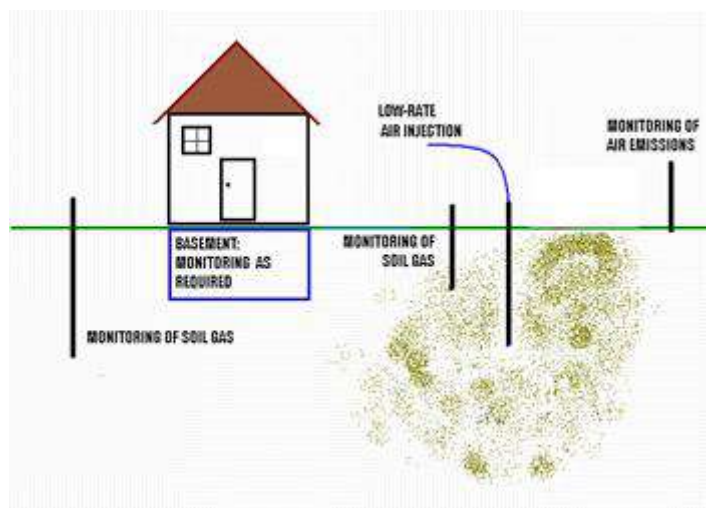 LOW-RATE
AIR INJECTION
MONITORING OF
AIR EMISSIONS
BASEMENT:
MONITORING AS
REQUIRED
MONITORING OF
SOIL GAS
MONITORING OF SOIL GAS